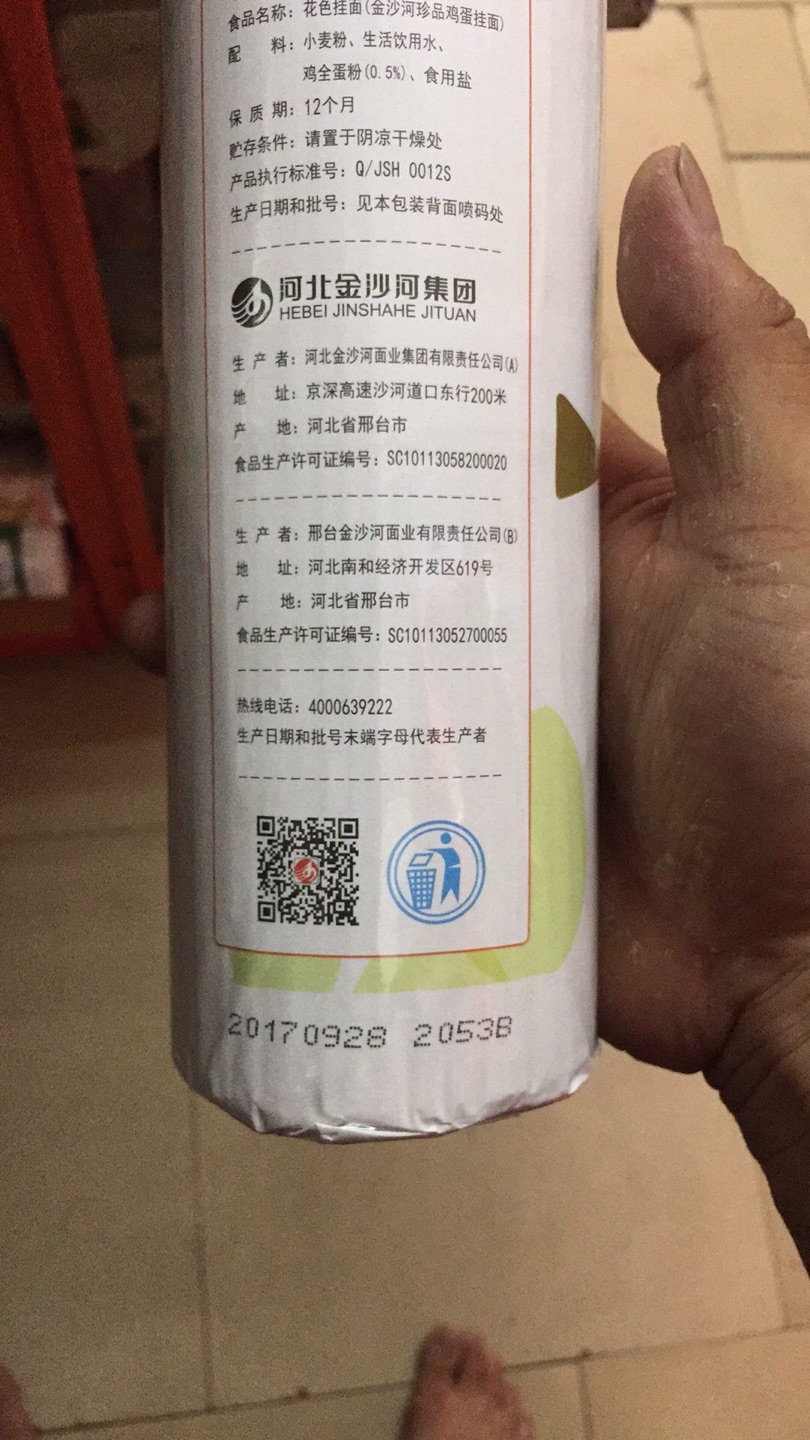 食品名称：花色挂面(金沙河珍品鸡蛋挂面)
配　　料：小麦粉、生活饮用水、
鸡全蛋粉(0.5%)、食用盐
保 质 期：12个月
贮存条件：请置于阴凉干燥处
产品执行标准号：Q/JSH 0012S
生产日期和批号：见本包装背面喷码处
河北金沙河集团
HEBEI JINSHAHE JITUAN
生 产 者：河北金沙河面业集团有限责任公司(A)
地　　址：京深高速沙河道口东行200米
产　　地：河北省邢台市
食品生产许可证编号：SC10113058200020
生 产 者：邢台金沙河面业有限责任公司(B)
地　　址：河北南和经济开发区619号
产　　地：河北省邢台市
食品生产许可证编号：SC10113052700055
热线电话：4000639222
生产日期和批号末端字母代表生产者
20170928 2053B